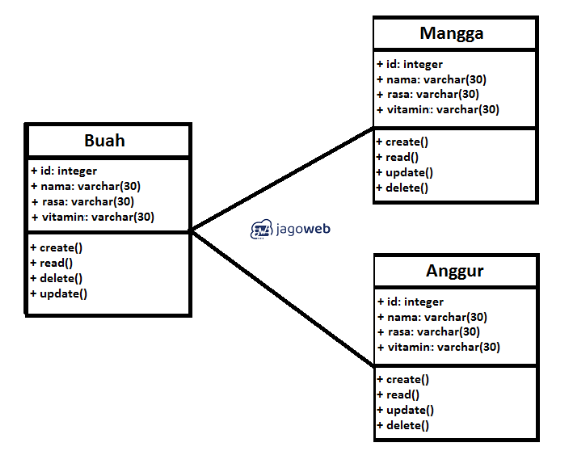 Buah
+ id: integer
+ nama: varchar(30)
+ rasa: varchar(30)
+ vitamin: varchar(30)
+ create()
+ read()
+ delete()
+ update()
jagoweb
Mangga
+ id: integer
+ nama: varchar(30)
+ rasa: varchar(30)
+ vitamin: varchar(30)
+ create()
+ read()
+ update()
+ delete()
Anggur
+ id: integer
+ nama: varchar(30)
+ rasa: varchar(30)
+ vitamin: varchar(30)
+ create()
+ read()
+ update()
+ delete()